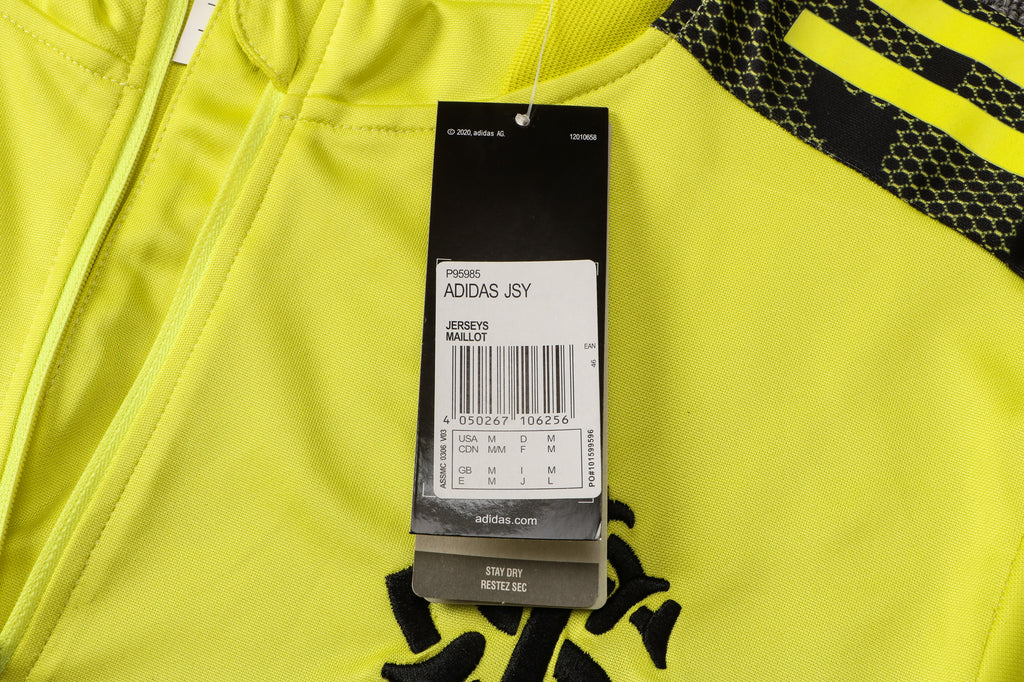 © 2020, adidas AG.
12010658
P95985
ADIDAS JSY
JERSEYS
MAILLOT
EAN
46
4 050267 106256
ASSMC 0306 V03
PO#101599596
USA M D M
CDN M/M F M
GB M I M
E M J L
adidas.com
STAY DRY
RESTEZ SEC